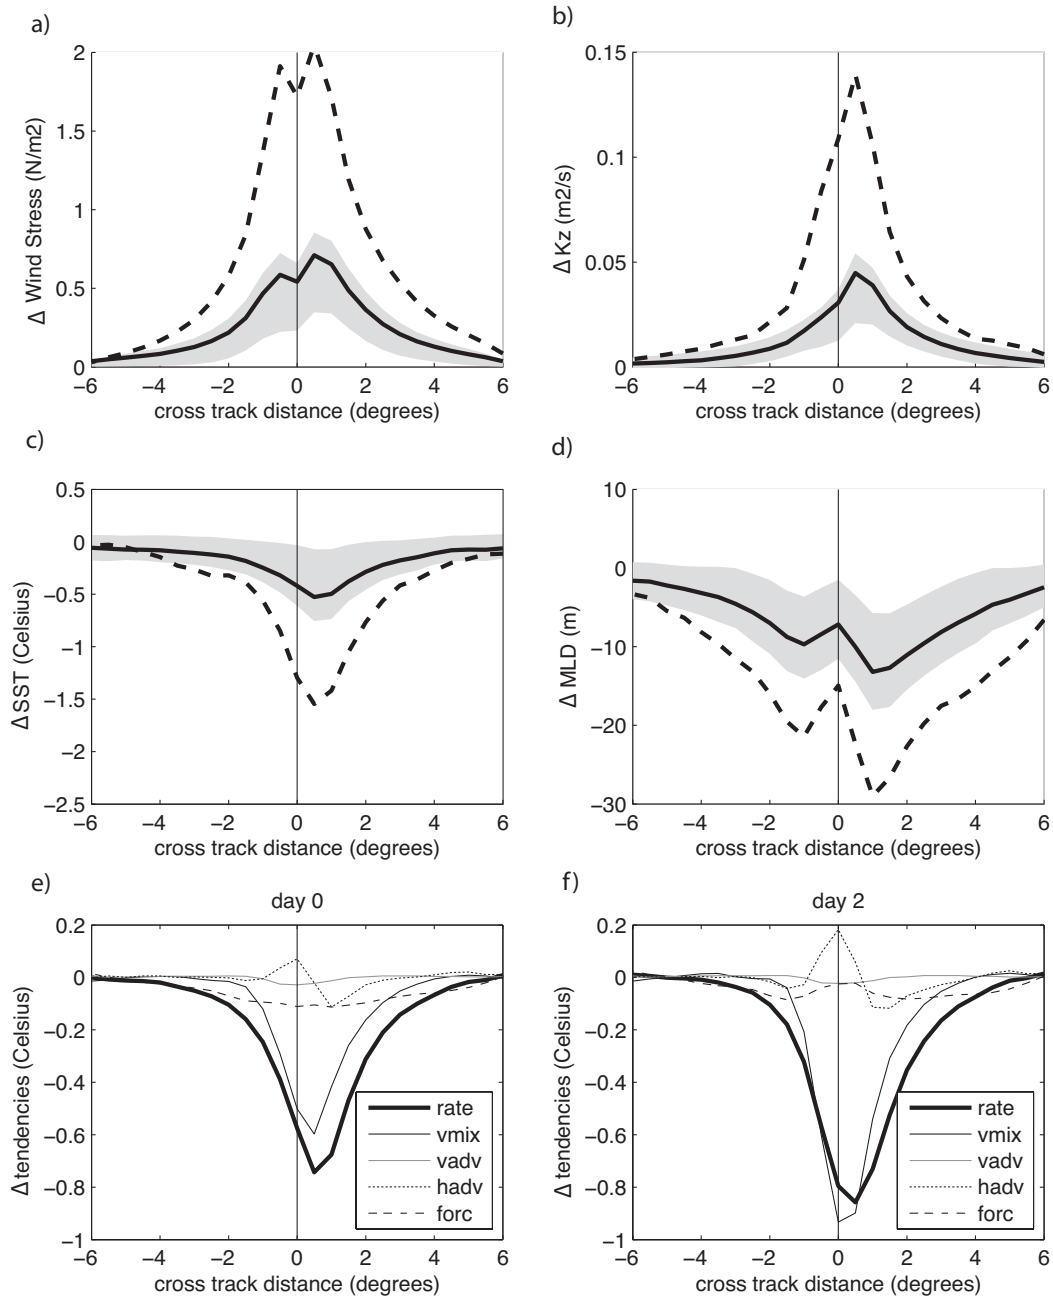 a)
Δ Wind Stress (N/m2)
2
1.5
1
0.5
0
−6 −4 −2 0 2 4 6
cross track distance (degrees)
b)
Δ Kz (m2/s)
0.15
0.1
0.05
0
−6 −4 −2 0 2 4 6
cross track distance (degrees)
c)
Δ SST (Celsius)
0.5
0
−0.5
−1
−1.5
−2
−2.5
−6 −4 −2 0 2 4 6
cross track distance (degrees)
d)
Δ MLD (m)
10
0
−10
−20
−30
−6 −4 −2 0 2 4 6
cross track distance (degrees)
e)
day 0
Δ tendencies (Celsius)
0.2
0
−0.2
−0.4
−0.6
−0.8
−1
rate
vmix
vadv
hadv
forc
−6 −4 −2 0 2 4 6
cross track distance (degrees)
f)
day 2
Δ tendencies (Celsius)
0.2
0
−0.2
−0.4
−0.6
−0.8
−1
rate
vmix
vadv
hadv
forc
−6 −4 −2 0 2 4 6
cross track distance (degrees)